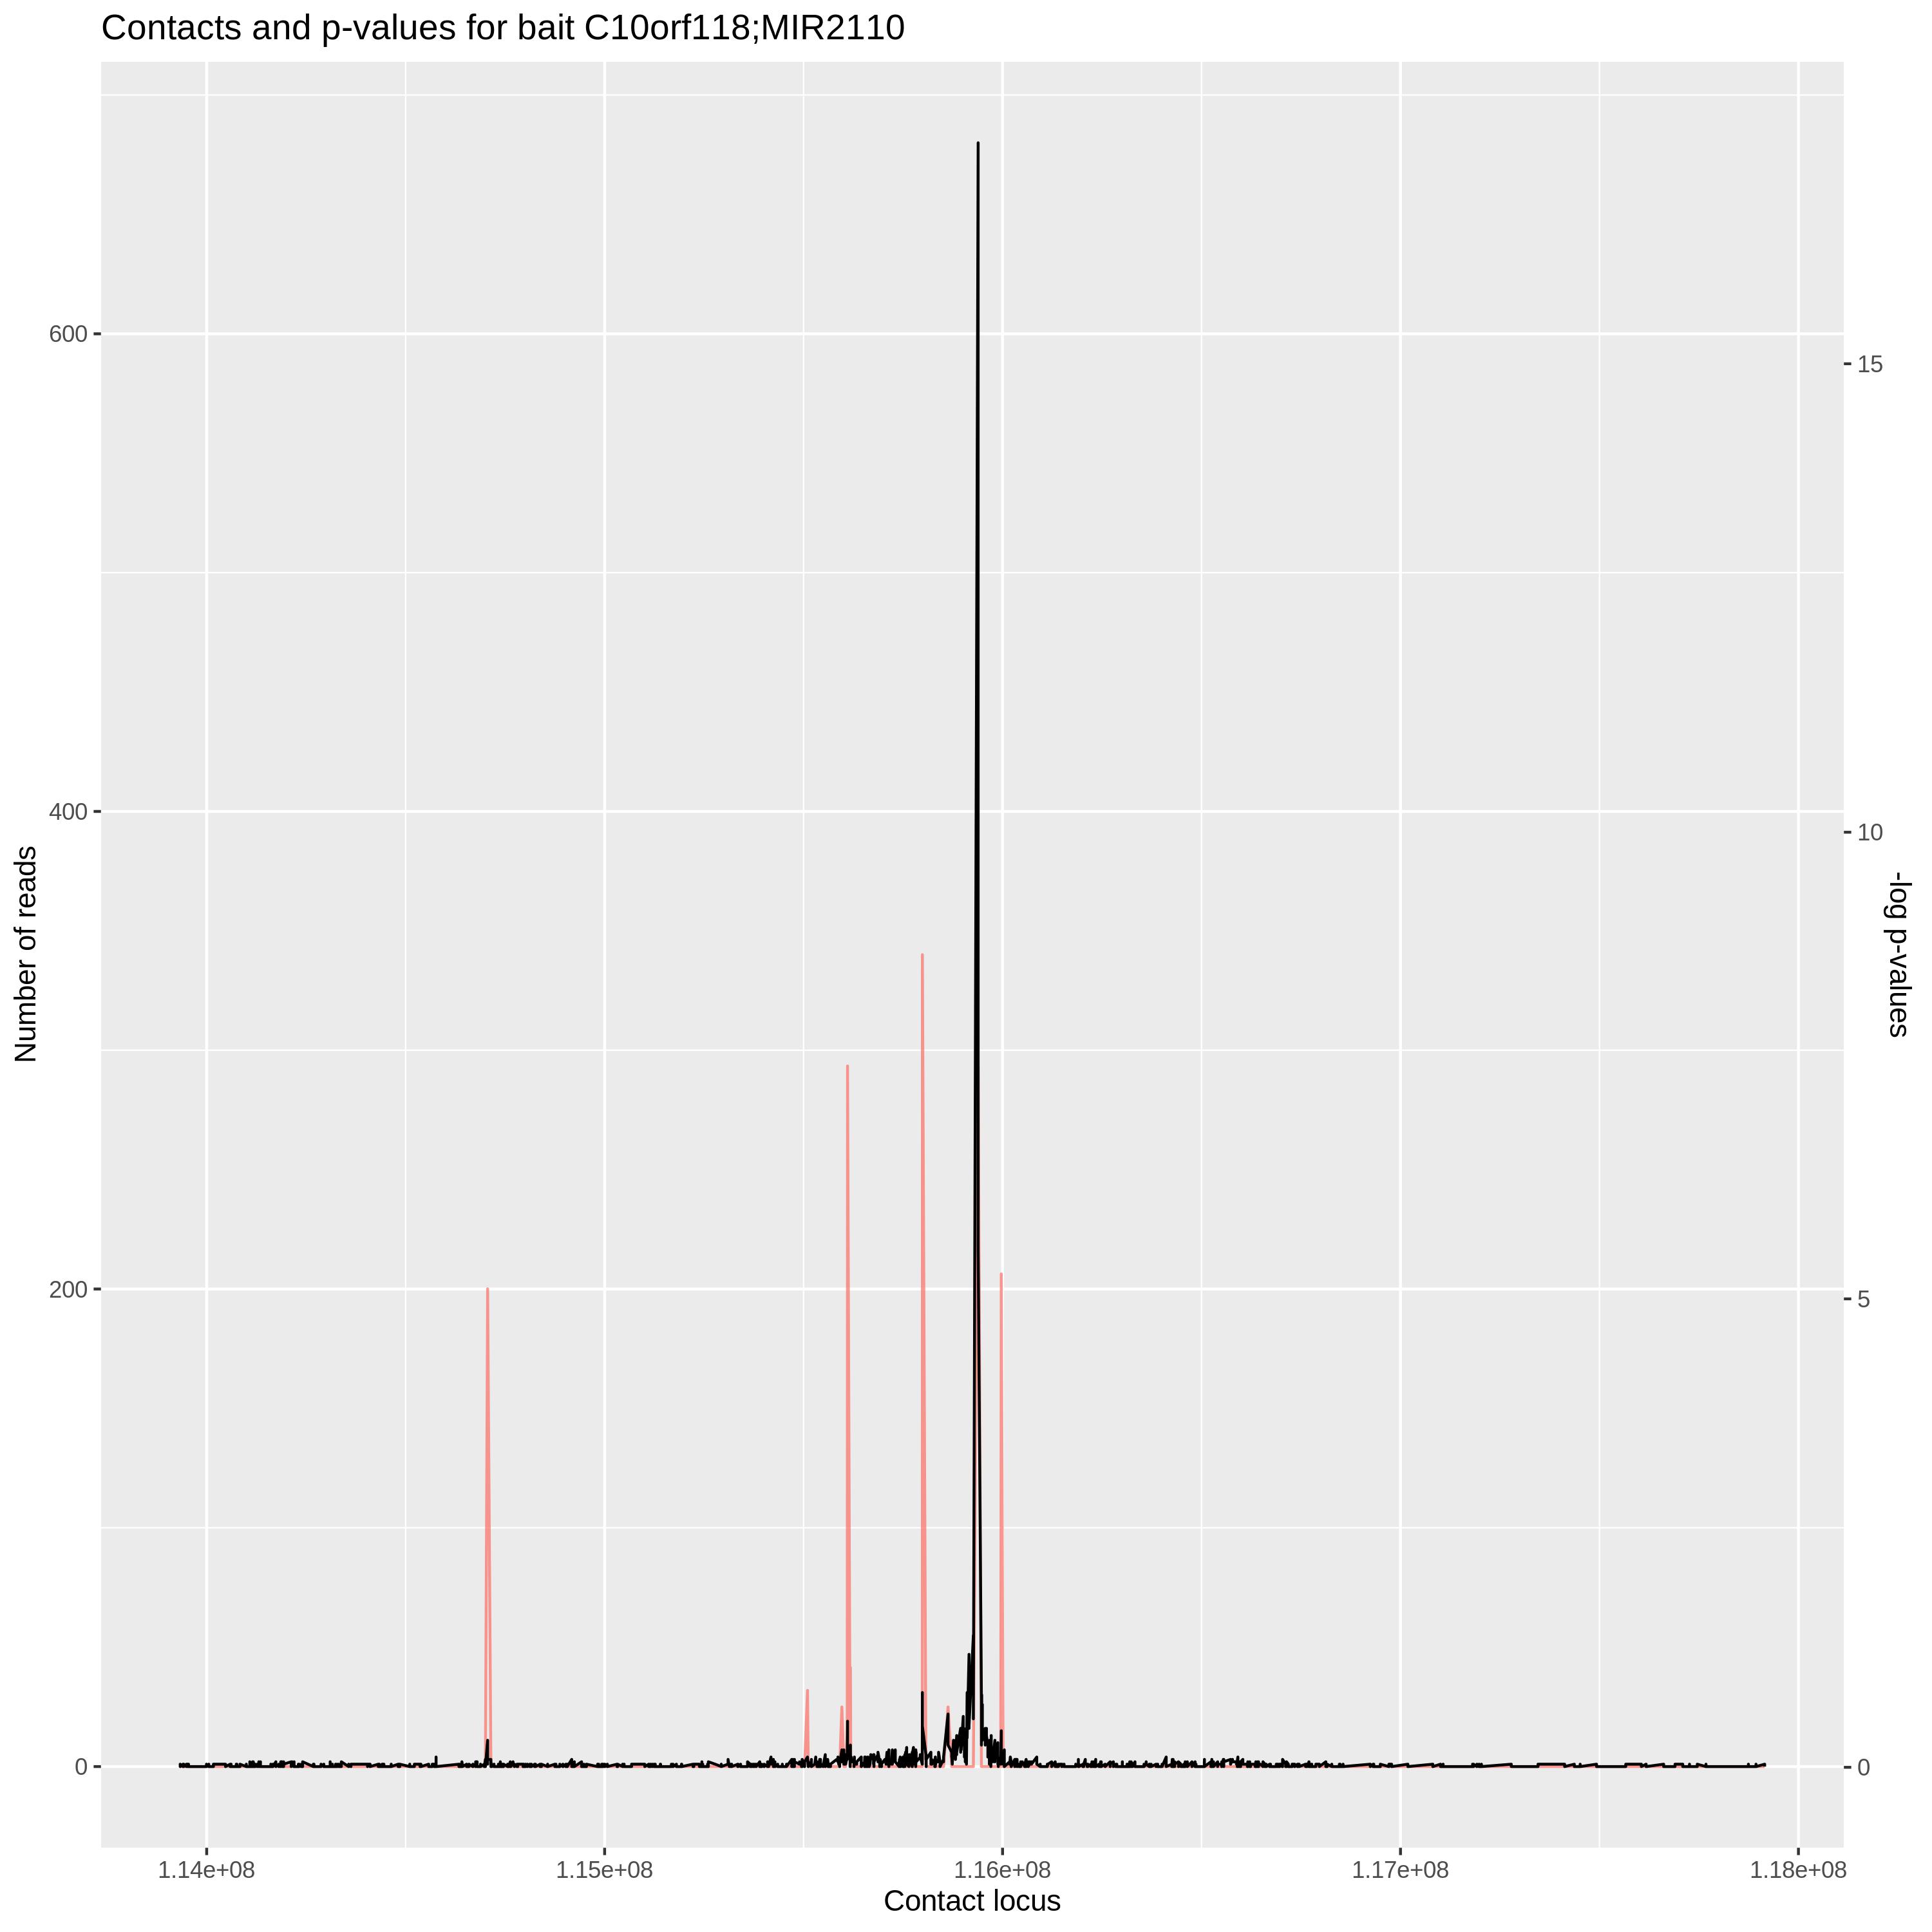 Contacts and p-values for bait C10orf118;MIR2110
600
400
200
0
Number of reads
15
10
5
0
-log p-values
1.14e+08 1.15e+08 1.16e+08 1.17e+08 1.18e+08
Contact locus